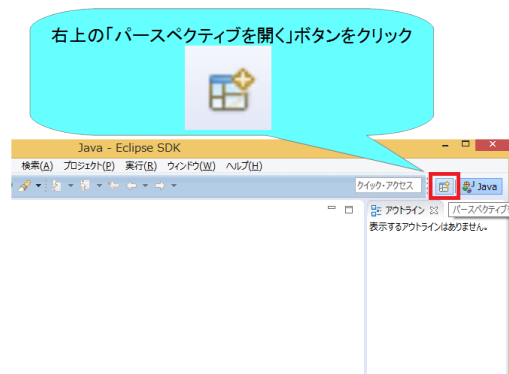 右上の「パースペクティブを開く」ボタンをクリック
Java - Eclipse SDK
検索(A) プロジェクト(P) 実行(R) ウィンドウ(W) ヘルプ(H)
クイック・アクセス
Java
アウトライン
パースペクティブを
表示するアウトラインはありません。